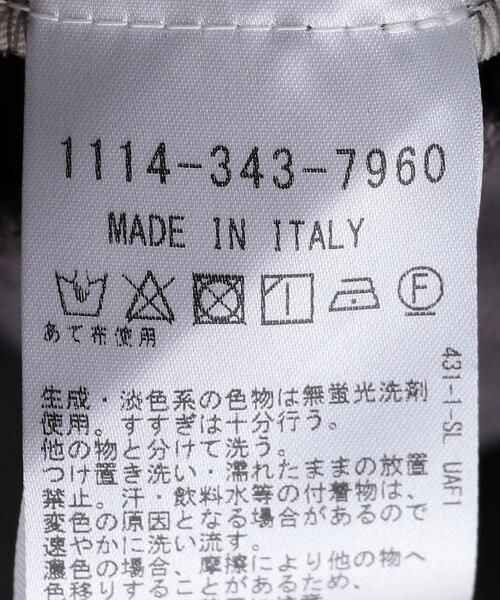 1114-343-7960
MADE IN ITALY
F
あて布使用
生成・淡色系の色物は無蛍光洗剤
使用。すすぎは十分行う。
他の物と分けて洗う。
つけ置き洗い・濡れたままの放置
禁止。汗・飲料水等の付着物は、
変色の原因となる場合があるので
速やかに洗い流す。
濃色の場合、摩擦により他の物へ
色移りすることがあるため、
431-1-SL UAF1